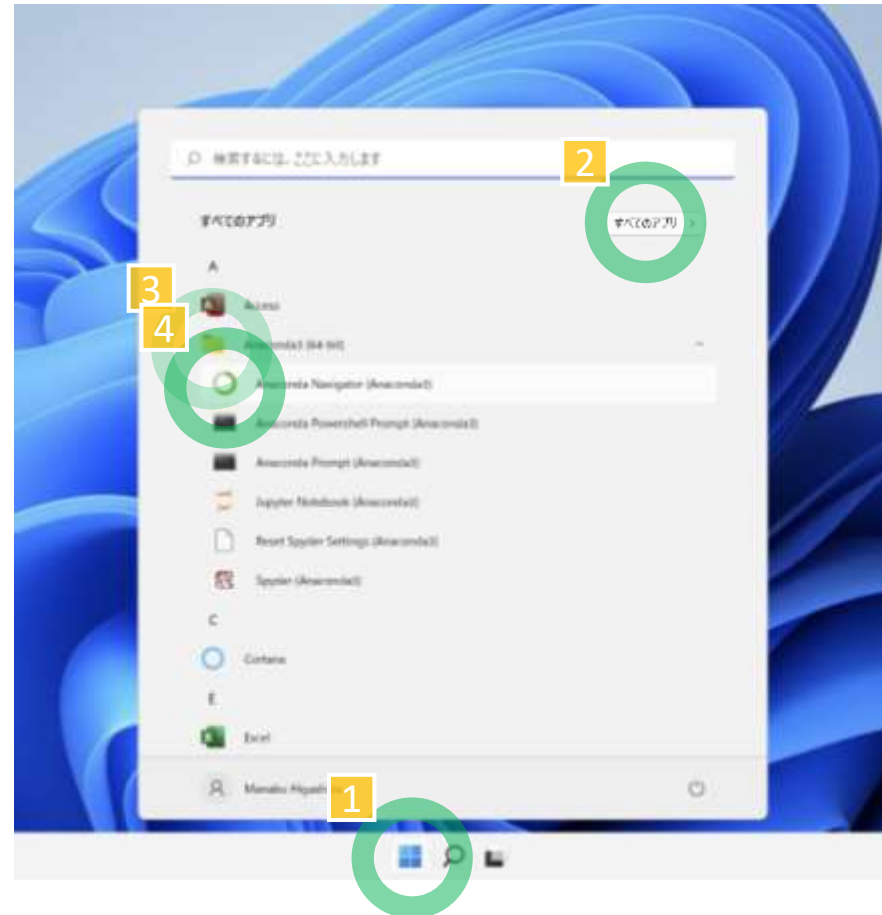 検索するには、ここに入力します
2
すべてのアプリ
すべてのアプリ >
A
3
Access
4
Anaconda3 (64-bit)
Anaconda Navigator (Anaconda3)
Anaconda Powershell Prompt (Anaconda3)
Anaconda Prompt (Anaconda3)
Jupyter Notebook (Anaconda3)
Reset Spyder Settings (Anaconda3)
Spyder (Anaconda3)
C
Cortana
E
Excel
Manabu
1